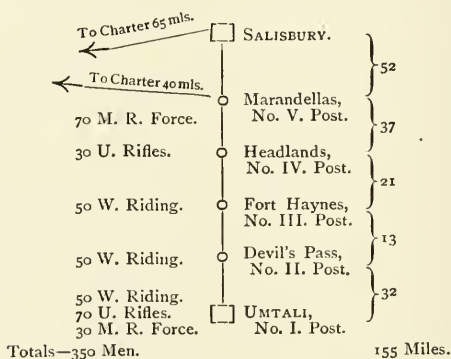 To Charter 65 mls.
SALISBURY.
52
To Charter 40 mls.
Marandellas,
70 M. R. Force.
No. V. Post.
37
30 U. Rifles.
Headlands,
No. IV. Post.
21
50 W. Riding.
Fort Haynes,
No. III. Post.
13
50 W. Riding.
Devil's Pass,
No. II. Post.
32
50 W. Riding.
70 U. Rifles.
UMTALI,
30 M. R. Force.
No. I. Post.
Totals—350 Men.
155 Miles.